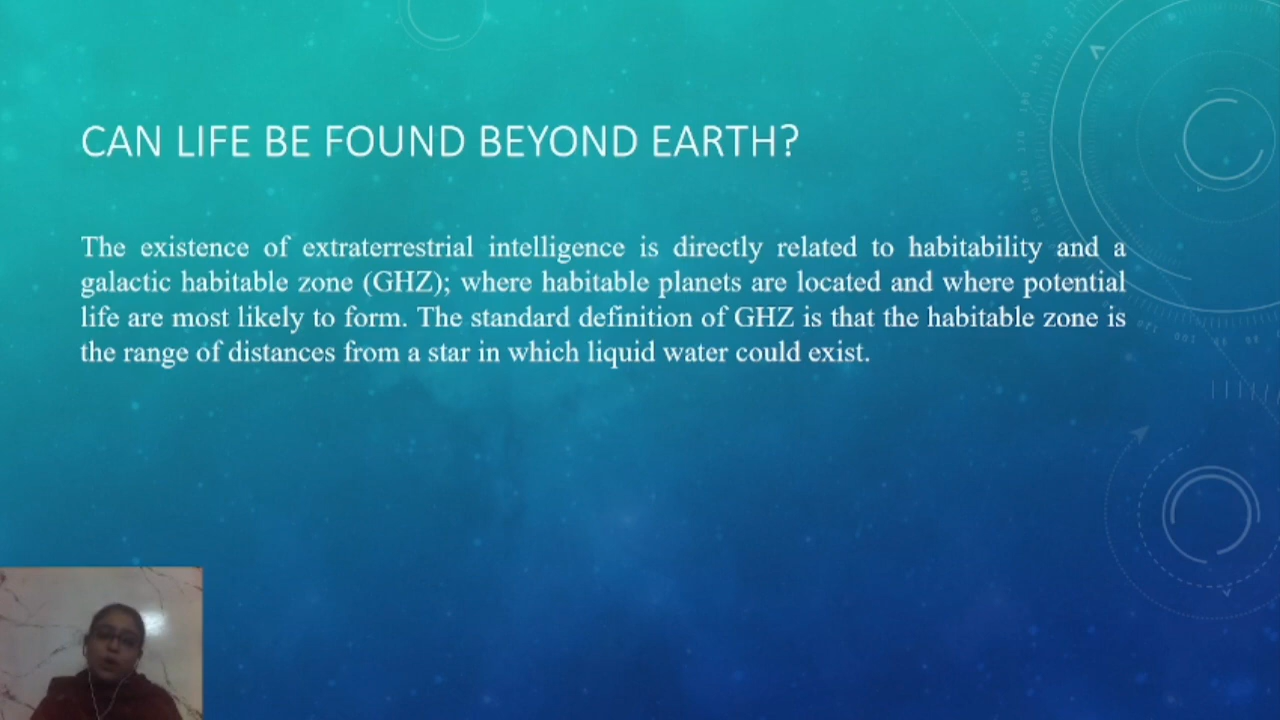 CAN LIFE BE FOUND BEYOND EARTH?
The existence of extraterrestrial intelligence is directly related to habitability and a
galactic habitable zone (GHZ); where habitable planets are located and where potential
life are most likely to form. The standard definition of GHZ is that the habitable zone is
the range of distances from a star in which liquid water could exist.